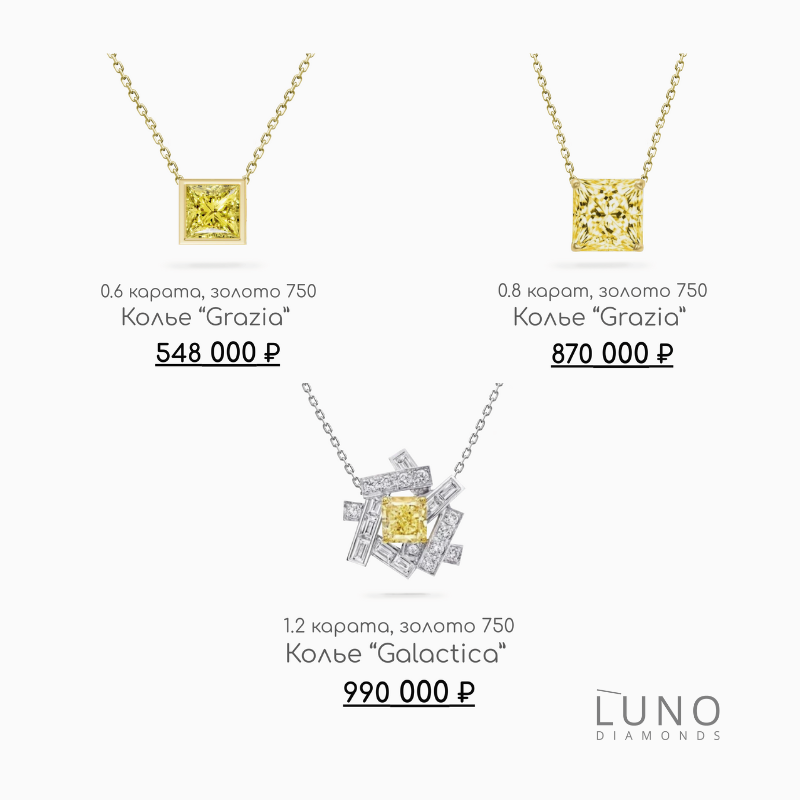 0.6 карата, золото 750
Колье “Grazia”
548 000 ₽
0.8 карат, золото 750
Колье “Grazia”
870 000 ₽
1.2 карата, золото 750
Колье “Galactica”
990 000 ₽
LUNO
DIAMONDS